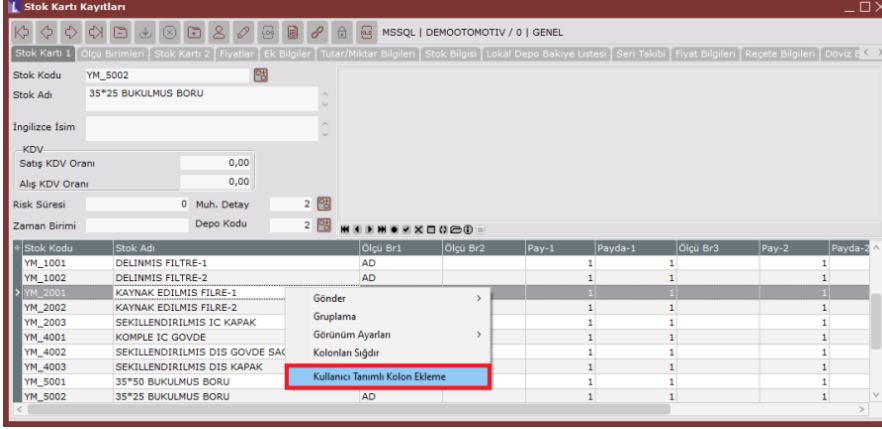 Stok Kartı Kayıtları
MSSQL | DEMOOTOMOTIV / 0 | GENEL
Stok Kartı 1 Ölçü Birimleri Stok Kartı 2 Fiyatlar Ek Bilgiler Tutar/Miktar Bilgileri Stok Bilgisi Lokal Depo Bakiye Listesi Seri Takibi Fiyat Bilgileri Reçete Bilgileri Döviz
Stok Kodu YM_5002
Stok Adı 35*25 BUKULMUS BORU
İngilizce İsim
KDV
Satış KDV Oranı 0,00
Alış KDV Oranı 0,00
Risk Süresi 0 Muh. Detay 2
Zaman Birimi Depo Kodu 2
Stok Kodu Stok Adı Ölçü Br1 Ölçü Br2 Pay-1 Payda-1 Ölçü Br3 Pay-2 Payda-2
YM_1001 DELINMIS FILTRE-1 AD 1 1 1
YM_1002 DELINMIS FILTRE-2 AD 1 1 1
YM_2001 KAYNAK EDILMIS FILRE-1 1 1 1
YM_2002 KAYNAK EDILMIS FILRE-2 1 1 1
YM_2003 SEKILLENDIRILMIS IC KAPAK 1 1 1
YM_4001 KOMPLE IC GOVDE 1 1 1
YM_4002 SEKILLENDIRILMIS DIS GOVDE SAC 1 1 1
YM_4003 SEKILLENDIRILMIS DIS KAPAK 1 1 1
YM_5001 35*50 BUKULMUS BORU 1 1 1
YM_5002 35*25 BUKULMUS BORU AD 1 1 1
Gönder
Gruplama
Görünüm Ayarları
Kolonları Sığdır
Kullanıcı Tanımlı Kolon Ekleme